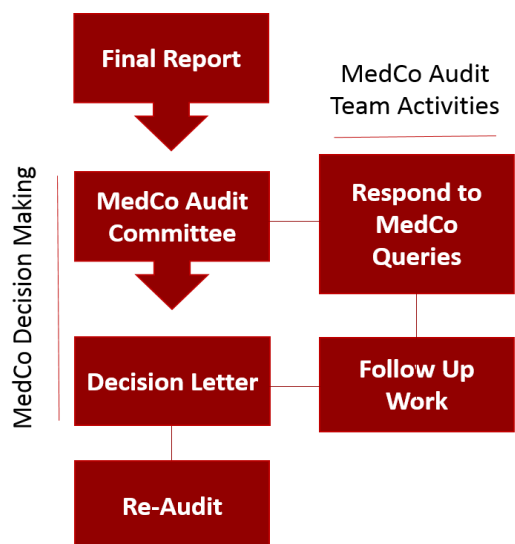 Final Report
MedCo Audit
Team Activities
MedCo Decision Making
MedCo Audit
Committee
Respond to
MedCo
Queries
Decision Letter
Follow Up
Work
Re-Audit